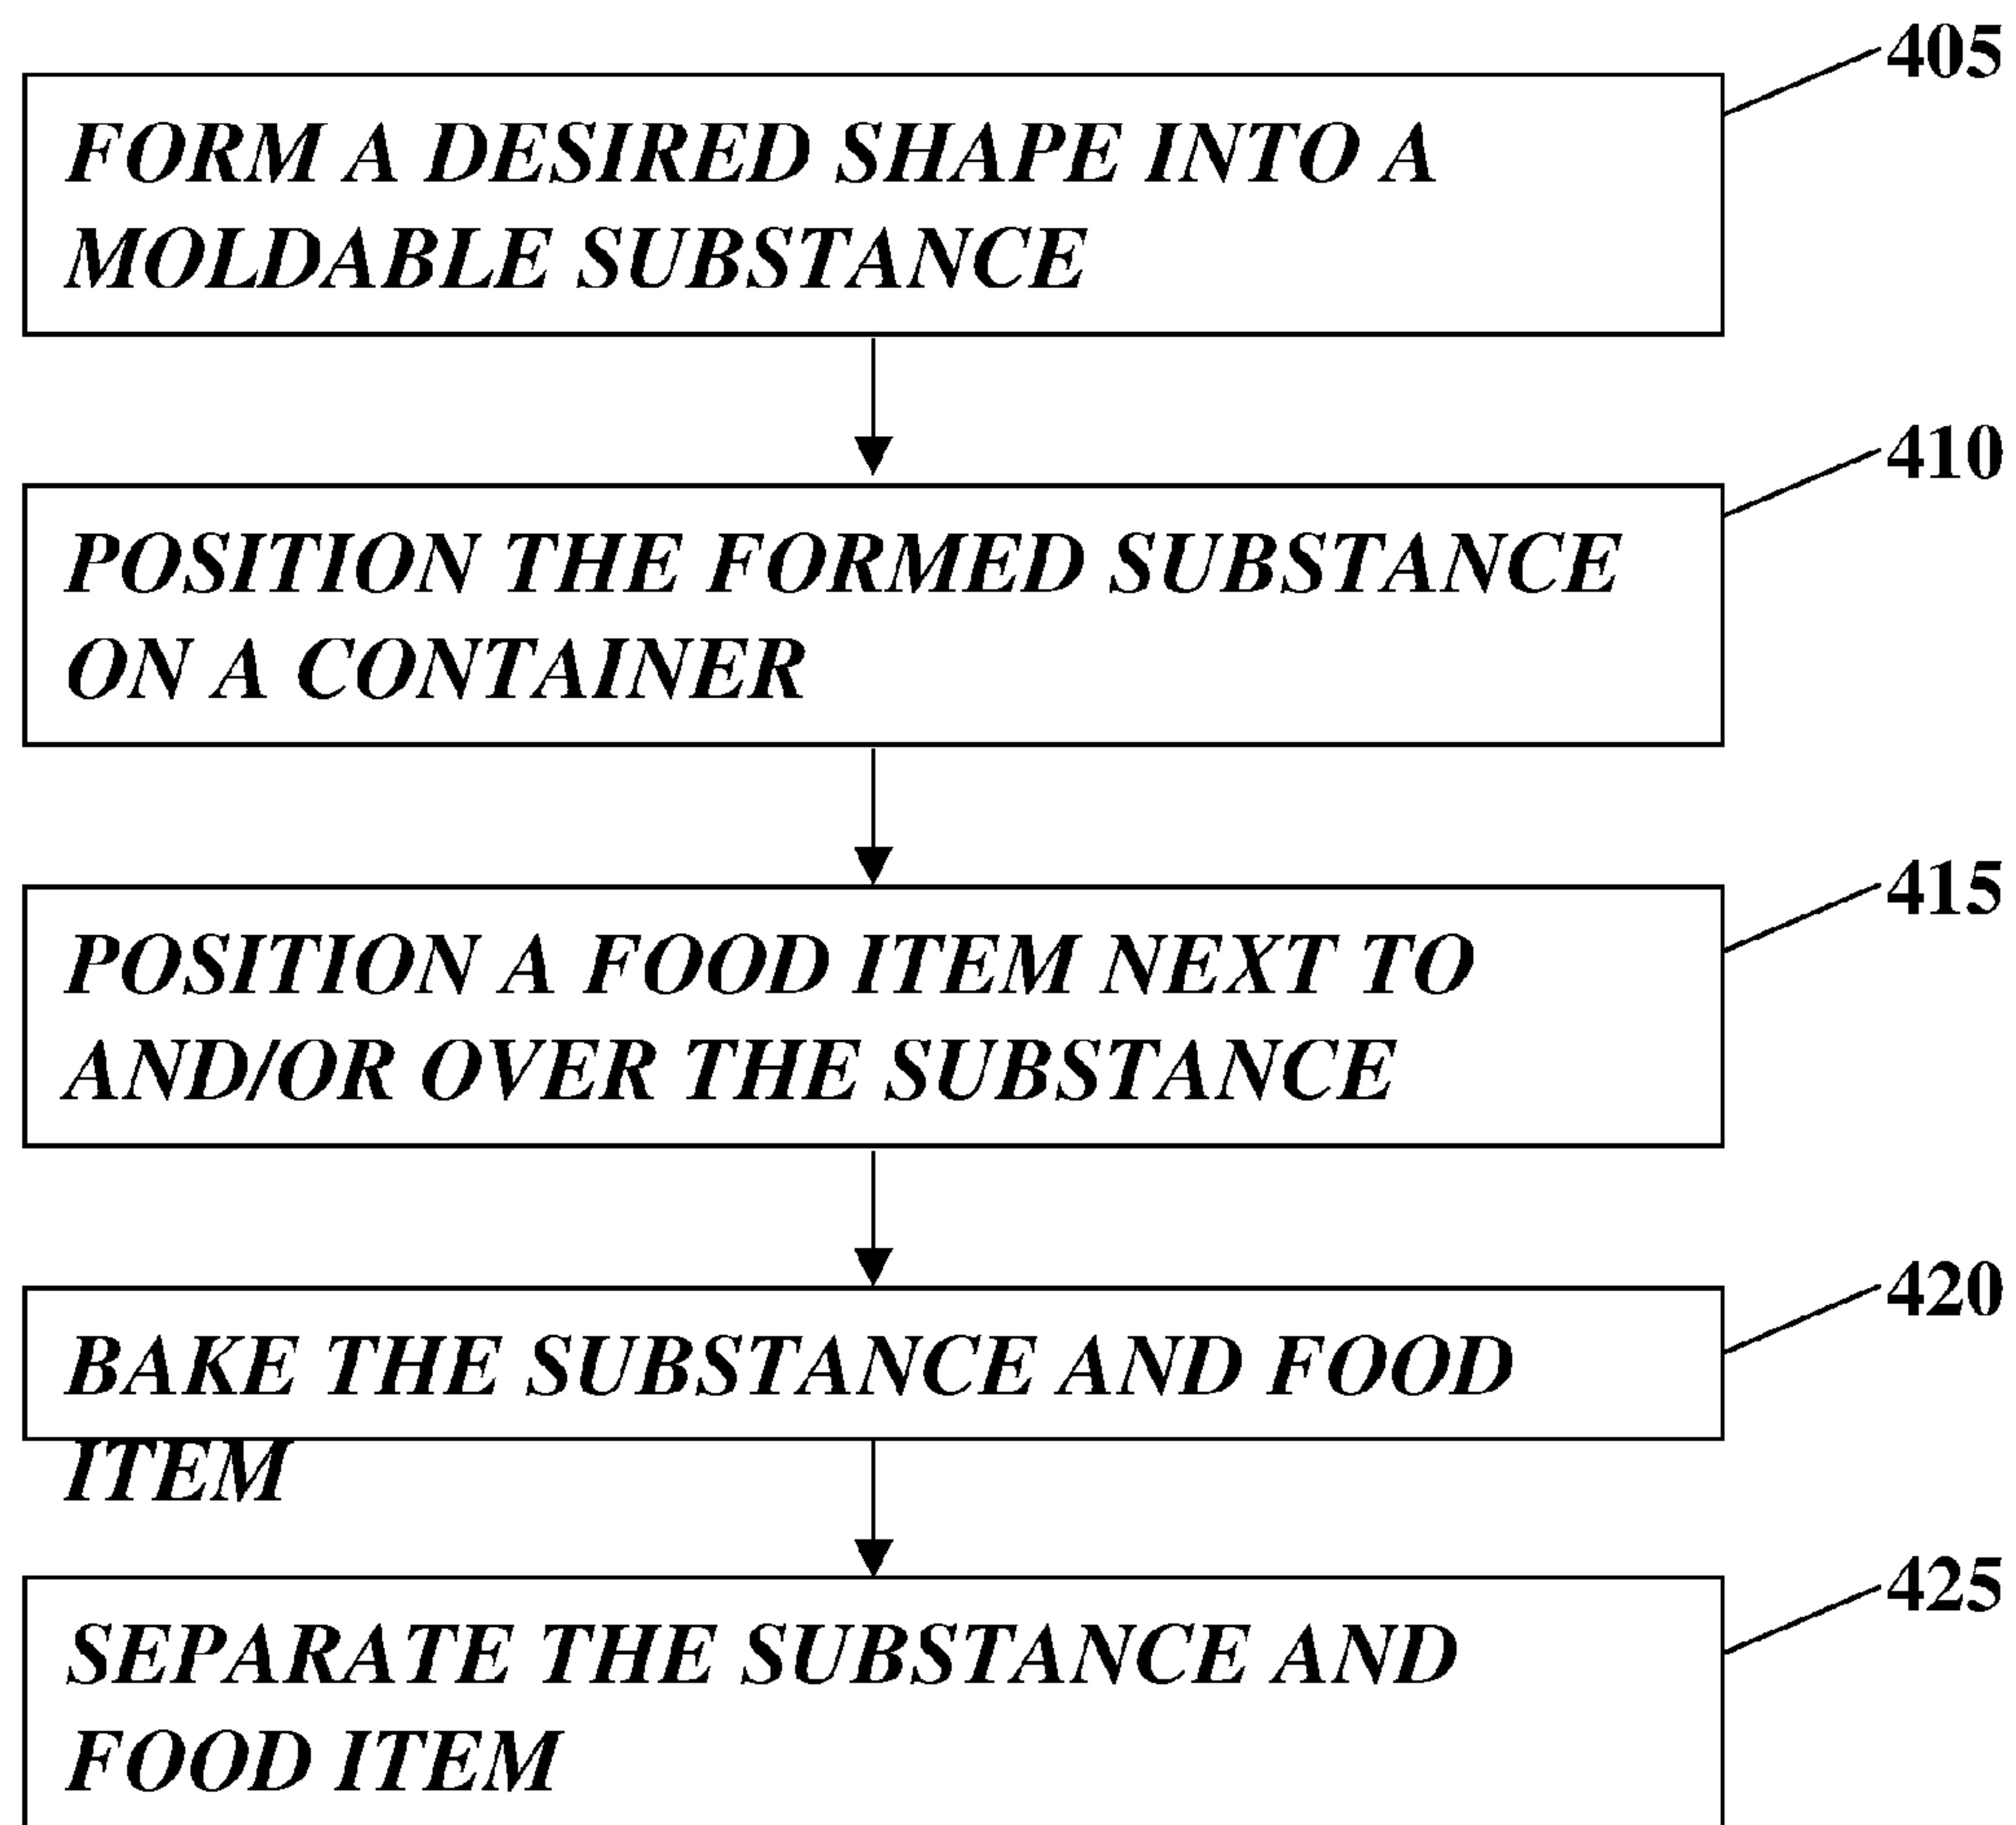 405
FORM A DESIRED SHAPE INTO A
MOLDABLE SUBSTANCE
410
POSITION THE FORMED SUBSTANCE
ON A CONTAINER
415
POSITION A FOOD ITEM NEXT TO
AND/OR OVER THE SUBSTANCE
420
BAKE THE SUBSTANCE AND FOOD
ITEM
425
SEPARATE THE SUBSTANCE AND
FOOD ITEM